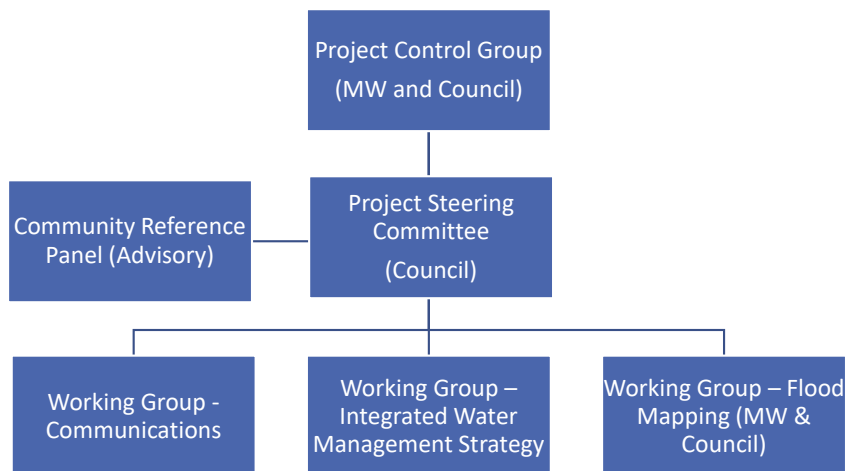 Project Control Group
(MW and Council)
Community Reference
Panel (Advisory)
Project Steering
Committee
(Council)
Working Group -
Communications
Working Group –
Integrated Water
Management Strategy
Working Group – Flood
Mapping (MW &
Council)